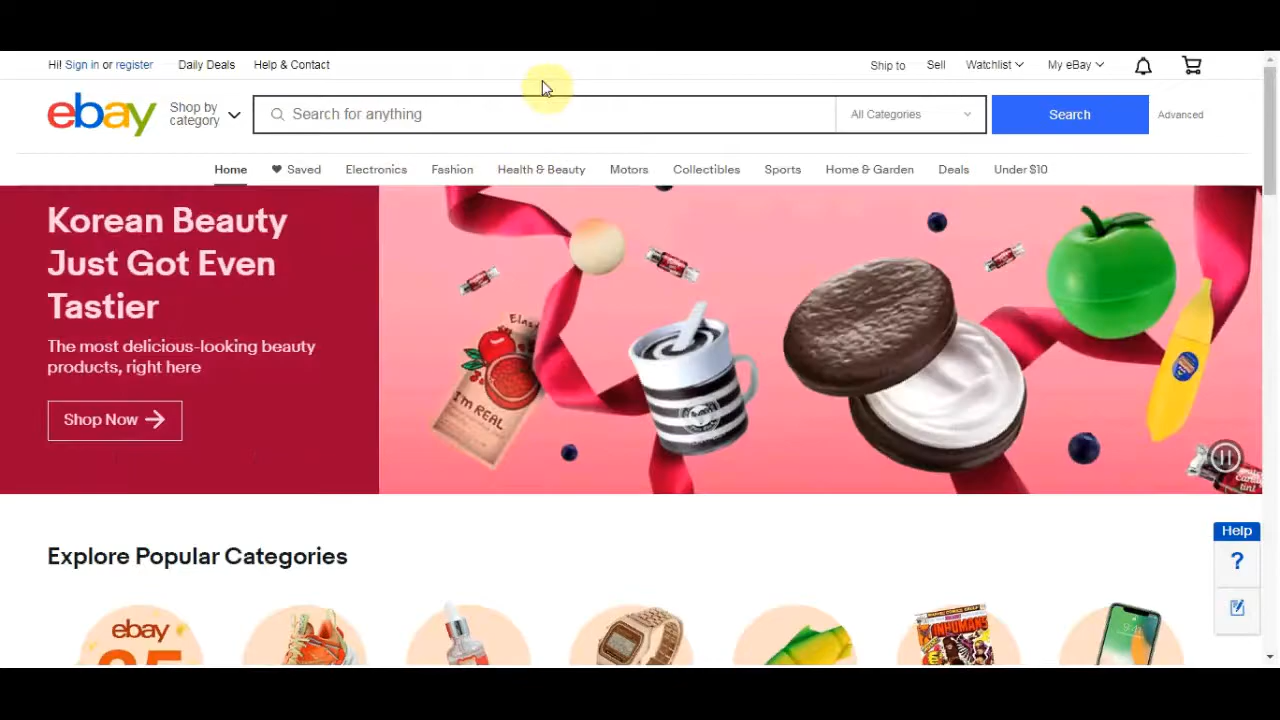 Hi! Sign in or register Daily Deals Help & Contact Ship to Sell Watchlist My eBay
ebay Shop by category Search for anything All Categories Search Advanced
Home Saved Electronics Fashion Health & Beauty Motors Collectibles Sports Home & Garden Deals Under $10
Korean Beauty
Just Got Even
Tastier
The most delicious-looking beauty
products, right here
Shop Now
I'm REAL
Help
?
Explore Popular Categories
ebay
INHUMANS